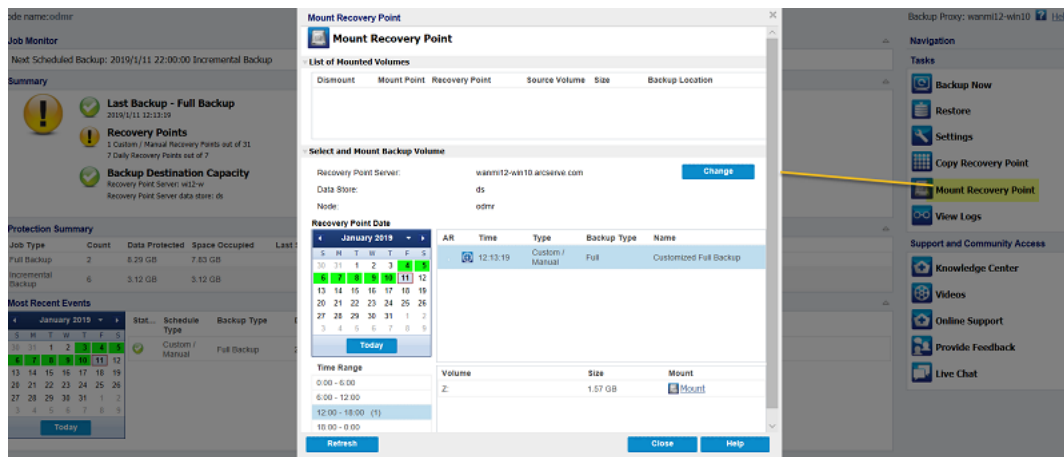 ode name:odmr
Backup Proxy: wanmi12-win10
Job Monitor
Next Scheduled Backup: 2019/1/11 22:00:00 Incremental Backup
Summary
Last Backup - Full Backup
2019/1/11 12:13:19
Recovery Points
1 Custom / Manual Recovery Points out of 31
7 Daily Recovery Points out of 7
Backup Destination Capacity
Recovery Point Server: wi12-w
Recovery Point Server data store: ds
Protection Summary
Job Type Count Data Protected Space Occupied Last
Full Backup 2 8.29 GB 7.83 GB
Incremental
Backup 6 3.12 GB 3.12 GB
Most Recent Events
January 2019
S M T W T F S
30 31 1 2 3 4 5
6 7 8 9 10 11 12
13 14 15 16 17 18 19
20 21 22 23 24 25 26
27 28 29 30 31 1 2
3 4 5 6 7 8 9
Today
Stat... Schedule
Type Backup Type
Custom /
Manual Full Backup
Mount Recovery Point
Mount Recovery Point
List of Mounted Volumes
Dismount Mount Point Recovery Point Source Volume Size Backup Location
Select and Mount Backup Volume
Recovery Point Server: wanmi12-win10.arcserve.com
Change
Data Store: ds
Node: odmr
Recovery Point Date
January 2019
S M T W T F S
30 31 1 2 3 4 5
6 7 8 9 10 11 12
13 14 15 16 17 18 19
20 21 22 23 24 25 26
27 28 29 30 31 1 2
3 4 5 6 7 8 9
Today
AR Time Type Backup Type Name
12:13:19 Custom /
Manual Full Customized Full Backup
Time Range
0:00 - 6:00
6:00 - 12:00
12:00 - 18:00 (1)
18:00 - 0:00
Volume Size Mount
Z: 1.57 GB Mount
Refresh
Close
Help
Navigation
Tasks
Backup Now
Restore
Settings
Copy Recovery Point
Mount Recovery Point
View Logs
Support and Community Access
Knowledge Center
Videos
Online Support
Provide Feedback
Live Chat